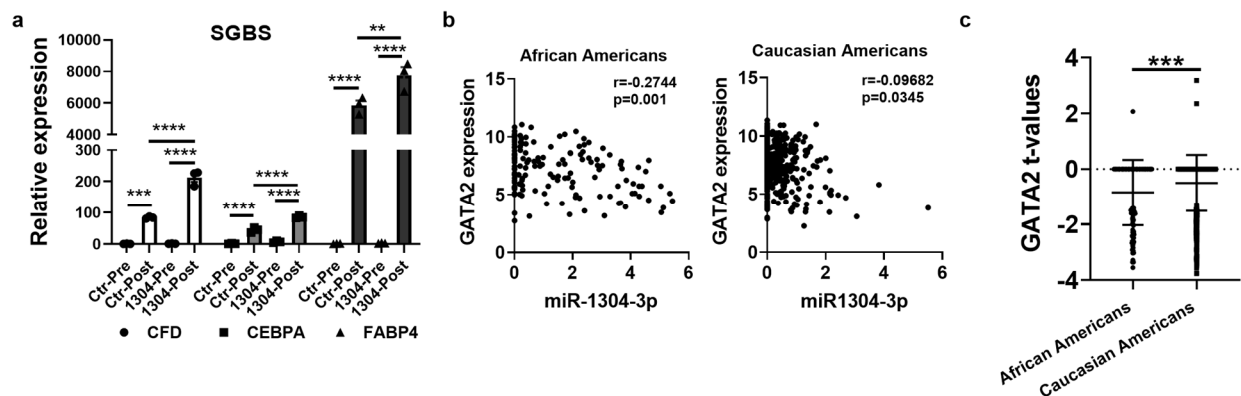 a
SGBS
Relative expression
10000
8000
6000
4000
2000
300
200
100
0
***
****
****
****
****
****
****
****
**
****
Ctr-Pre
Ctr-Post
1304-Pre
1304-Post
Ctr-Pre
Ctr-Post
1304-Pre
1304-Post
Ctr-Pre
Ctr-Post
1304-Pre
1304-Post
CFD
CEBPA
FABP4
b
African Americans
r=-0.2744
p=0.001
GATA2 expression
15
10
5
0
0 2 4 6
miR-1304-3p
Caucasian Americans
r=-0.09682
p=0.0345
GATA2 expression
15
10
5
0
0 2 4 6
miR1304-3p
c
***
GATA2 t-values
4
2
0
-2
-4
African Americans
Caucasian Americans